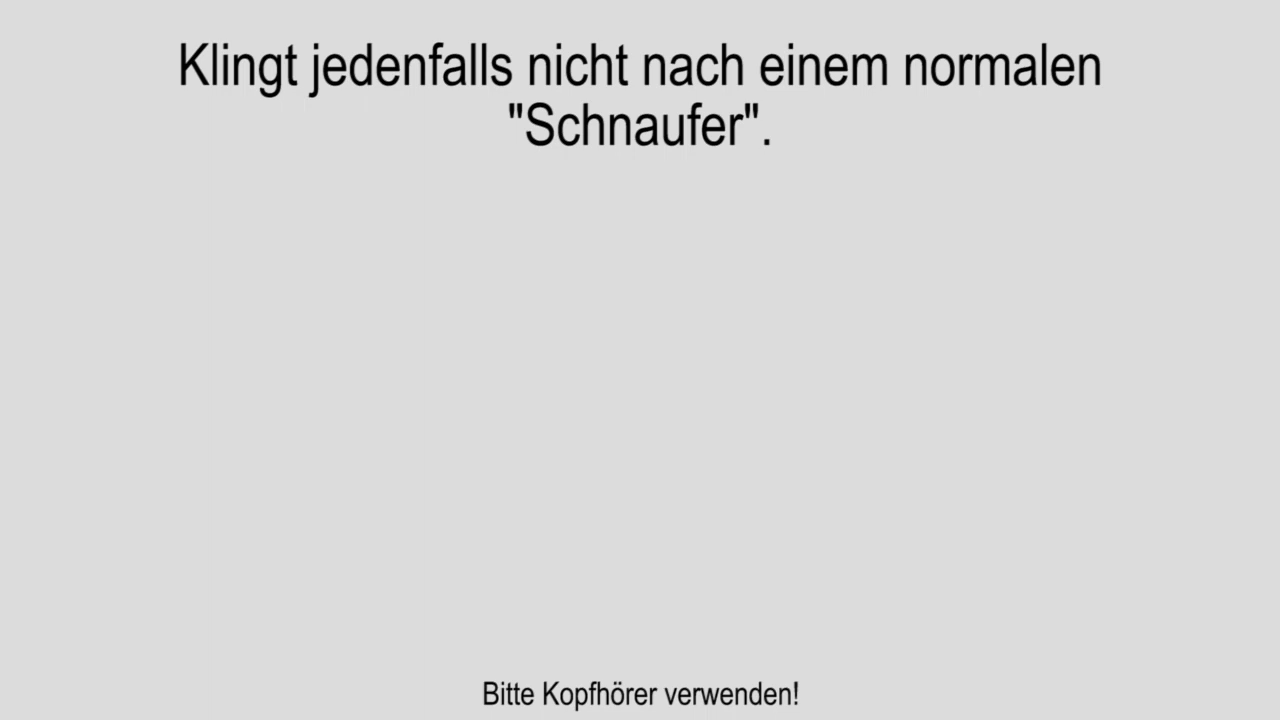 Klingt jedenfalls nicht nach einem normalen
"Schnaufer".
Bitte Kopfhörer verwenden!